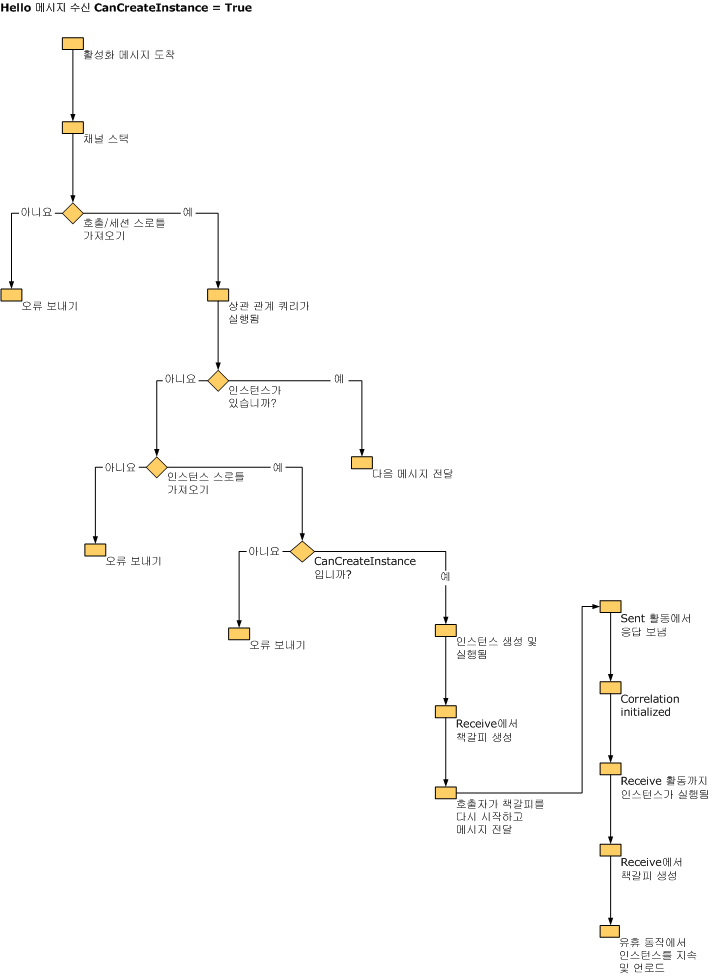 Hello 메시지 수신 CanCreateInstance = True
활성화 메시지 도착
채널 스택
아니요
예
호출/세션 스로틀
가져오기
오류 보내기
상관 관계 쿼리가
실행됨
아니요
예
인스턴스가
있습니까?
다음 메시지 전달
아니요
예
인스턴스 스로틀
가져오기
오류 보내기
아니요
CanCreateInstance
입니까?
예
오류 보내기
인스턴스 생성 및
실행됨
Receive에서
책갈피 생성
호출자가 책갈피를
다시 시작하고
메시지 전달
Sent 활동에서
응답 보냄
Correlation
initialized
Receive 활동까지
인스턴스가 실행됨
Receive에서
책갈피 생성
유휴 동작에서
인스턴스를 지속
및 언로드